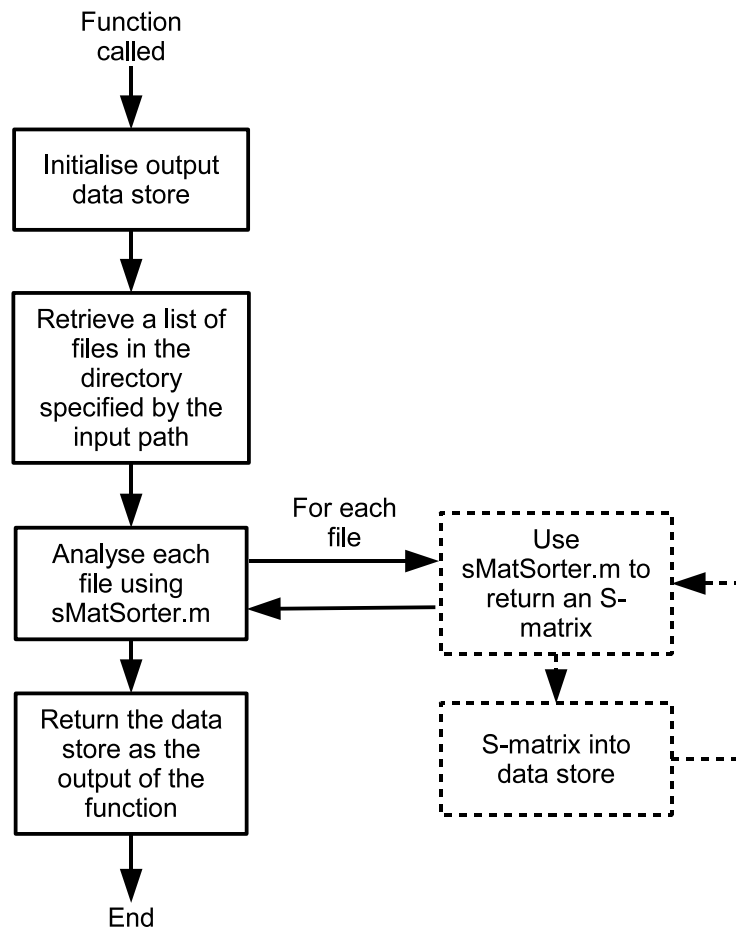 Function
called
Initialise output
data store
Retrieve a list of
files in the
directory
specified by the
input path
Analyse each
file using
sMatSorter.m
For each
file
Use
sMatSorter.m to
return an S-
matrix
S-matrix into
data store
Return the data
store as the
output of the
function
End